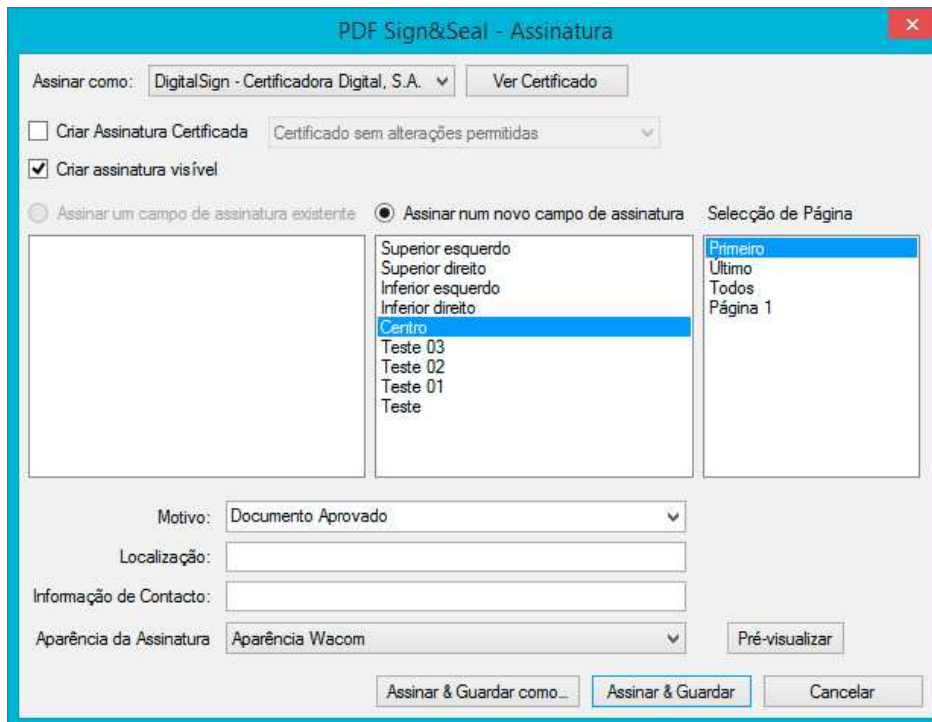 PDF Sign&Seal - Assinatura
Assinar como: DigitalSign - Certificadora Digital, S.A. Ver Certificado
Criar Assinatura Certificada Certificado sem alterações permitidas
Criar assinatura visível
Assinar um campo de assinatura existente Assinar num novo campo de assinatura Selecção de Página
Superior esquerdo
Superior direito
Inferior esquerdo
Inferior direito
Centro
Teste 03
Teste 02
Teste 01
Teste
Primeiro
Último
Todos
Página 1
Motivo: Documento Aprovado
Localização:
Informação de Contacto:
Aparência da Assinatura Aparência Wacom Pré-visualizar
Assinar & Guardar como... Assinar & Guardar Cancelar